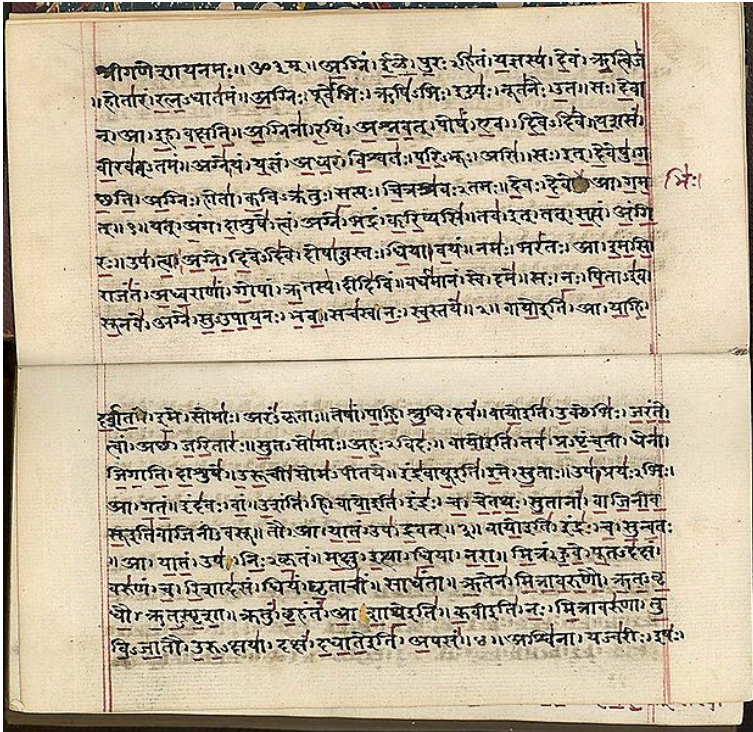 श्रीगणेशायनमः॥ॐ३म्॥अग्निं।ईळे।पुरःऽहितं।यज्ञस्य।देवं।ऋत्विजं
॥होतारं।रत्नऽधातमं॥अग्निः।पूर्वेभिः।ऋषिऽभिः।ईड्यः।नूतनैः।उत॥सः।देवा
न्।आ।इह।वक्षति॥अग्निना।रयिं।अश्नवत्।पोषं।एव।दिवेऽदिवे॥यशसं
वीरवत्ऽतमं॥अग्ने।यं।यज्ञं।अध्वरं।विश्वतः।परिऽभूः।असि॥सः।इत्।देवेषु।ग
च्छति॥अग्निः।होता।कविऽक्रतुः।सत्यः।चित्रश्रवःऽतमः॥देवः।देवे।आ।गम
भिः।
त्॥१॥यत्।अंग।दाशुषे।त्वं।अग्ने।भद्रं।करिष्यसि॥तव।इत्।तत्।सत्यं।अंगि
रः॥उप।त्वा।अग्ने।दिवेऽदिवे।दोषाऽवस्तः।धिया।वयं॥नमः।भरंतः।आ।इमसि
राजंतं।अध्वराणां।गोपां।ऋतस्य।दीदिविं॥वर्धमानं।स्वे।दमे॥सः।नः।पिताऽइव
सूनवे।अग्ने।सुऽउपायनः।भव॥सचस्व।नः।स्वस्तये॥२॥वायोइति।आ।याहि
दर्शत।इमे।सोमाः।अरंऽकृताः॥तेषां।पाहि।श्रुधि।हवं॥वायोइति।उक्थेभिः।जरंते
त्वां।अच्छ।जरितारः॥सुतऽसोमाः।अहःऽविदः॥वायोइति।तव।प्रऽपृंचती।धेना
जिगाति।दाशुषे॥उरूची।सोमऽपीतये॥इंद्रवायूइति।इमे।सुताः॥उप।प्रयःऽभिः।
आ।गतं॥इंदवः।वां।उशंति।हि॥वायोइति।इंद्रः।च।चेतथः।सुतानां।वाजिनीव
सूइतिवाजिनीवसू॥तौ।आ।यातं।उप।द्रवत्॥३॥वायोइति।इंद्रः।च।सुन्वतः
॥आ।यातं।उप।निःऽकृतं॥मक्षु।इत्था।धिया।नरा॥मित्रं।हुवे।पूतऽदक्षं
वरुणं।च।रिशादसं॥धियं।घृताचीं।साधंता॥ऋतेन।मित्रावरुणौ।ऋतऽवृ
धौ।ऋतऽस्पृशा॥क्रतुं।बृहंतं।आशाथेइति॥कवीइति।नः।मित्रावरुणा।तु
विऽजातौ।उरुऽक्षया॥दक्षं।दधातेइति।अपसं॥४॥अश्विना।यज्वरीः।इषः।